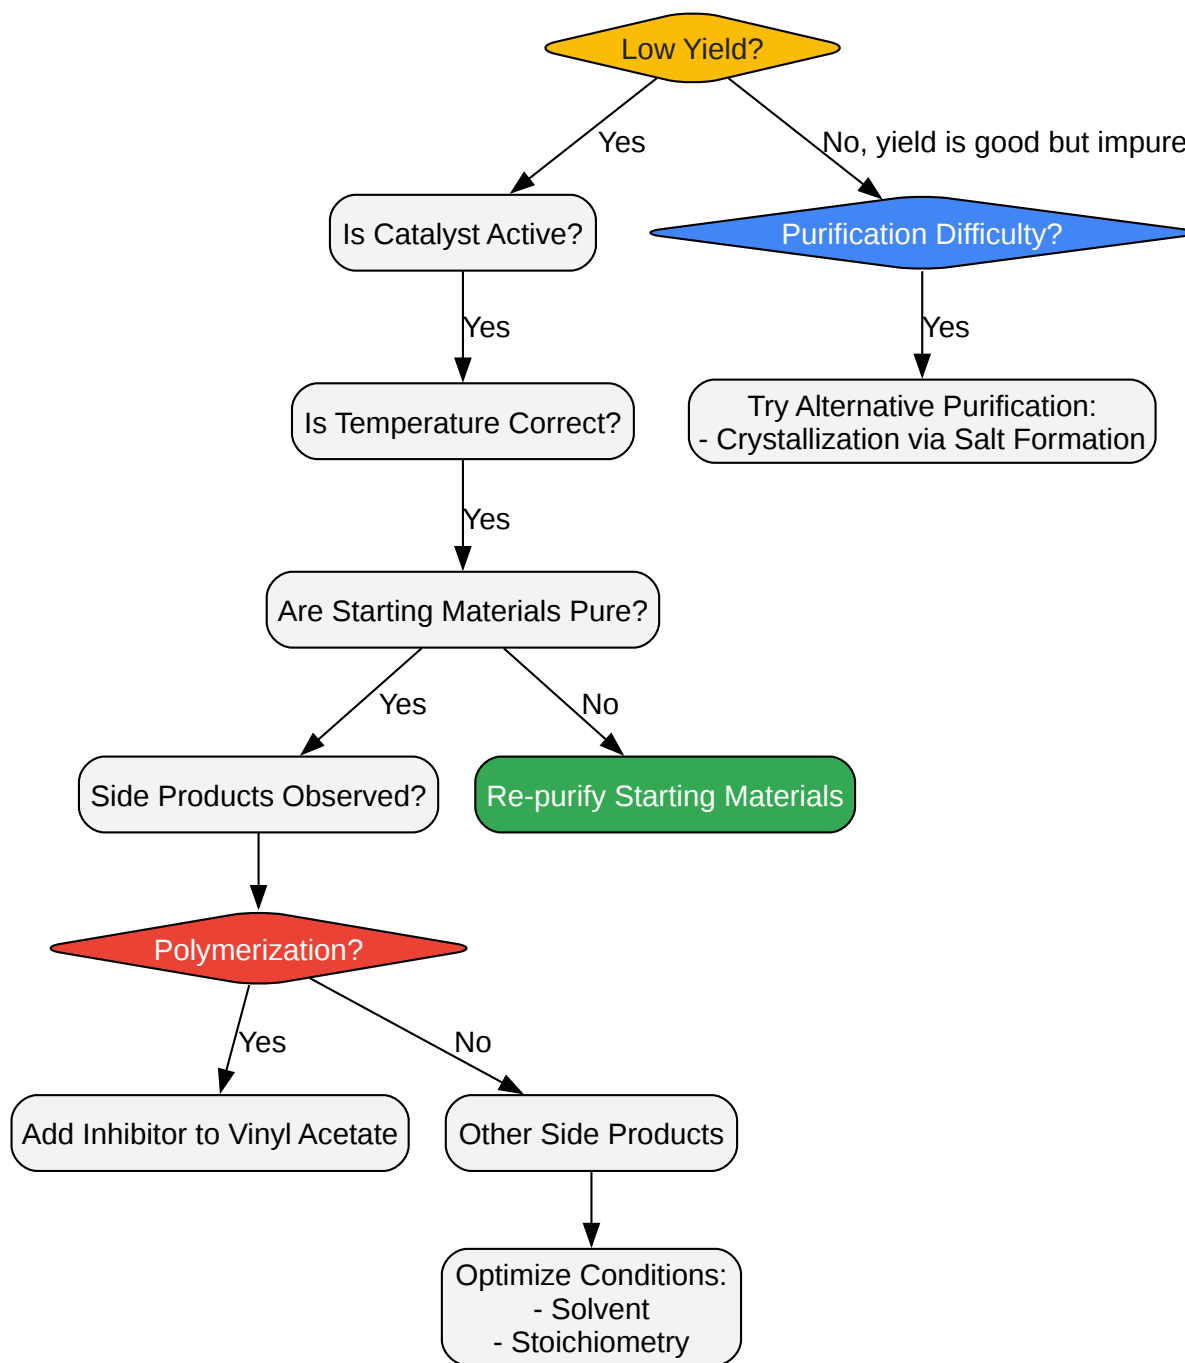 Low Yield?
Yes
No, yield is good but impure
Is Catalyst Active?
Purification Difficulty?
Yes
Yes
Is Temperature Correct?
Try Alternative Purification:
- Crystallization via Salt Formation
Yes
Are Starting Materials Pure?
Yes
No
Side Products Observed?
Re-purify Starting Materials
Polymerization?
Yes
No
Add Inhibitor to Vinyl Acetate
Other Side Products
Optimize Conditions:
- Solvent
- Stoichiometry